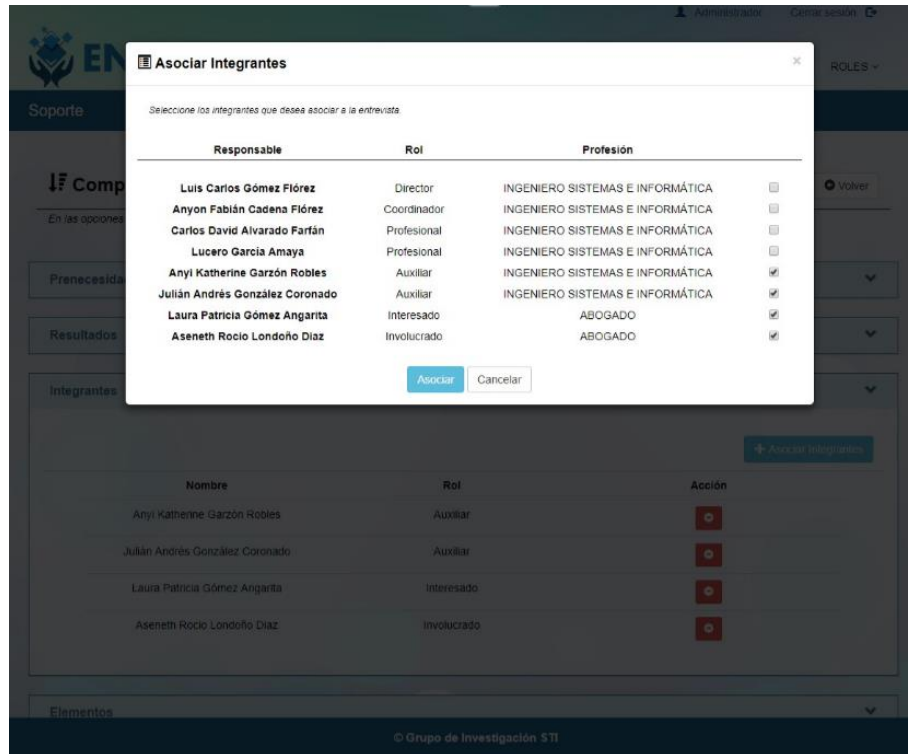 Administrador Cerrar sesión
EN
ROLES
Asociar Integrantes ×
Soporte
Seleccione los integrantes que desea asociar a la entrevista.
Responsable Rol Profesión
Comp
Volver
En las opciones
Luis Carlos Gómez Flórez Director INGENIERO SISTEMAS E INFORMÁTICA
Anyon Fabián Cadena Flórez Coordinador INGENIERO SISTEMAS E INFORMÁTICA
Carlos David Alvarado Farfán Profesional INGENIERO SISTEMAS E INFORMÁTICA
Lucero García Amaya Profesional INGENIERO SISTEMAS E INFORMÁTICA
Anyi Katherine Garzón Robles Auxiliar INGENIERO SISTEMAS E INFORMÁTICA
Julián Andrés González Coronado Auxiliar INGENIERO SISTEMAS E INFORMÁTICA
Laura Patricia Gómez Angarita Interesado ABOGADO
Aseneth Rocio Londoño Diaz Involucrado ABOGADO
Prenecesida
Resultados
Asociar Cancelar
Integrantes
+ Asociar Integrantes
Nombre Rol Acción
Anyi Katherine Garzón Robles Auxiliar
Julián Andrés González Coronado Auxiliar
Laura Patricia Gómez Angarita Interesado
Aseneth Rocio Londoño Diaz Involucrado
Elementos
© Grupo de Investigación STI